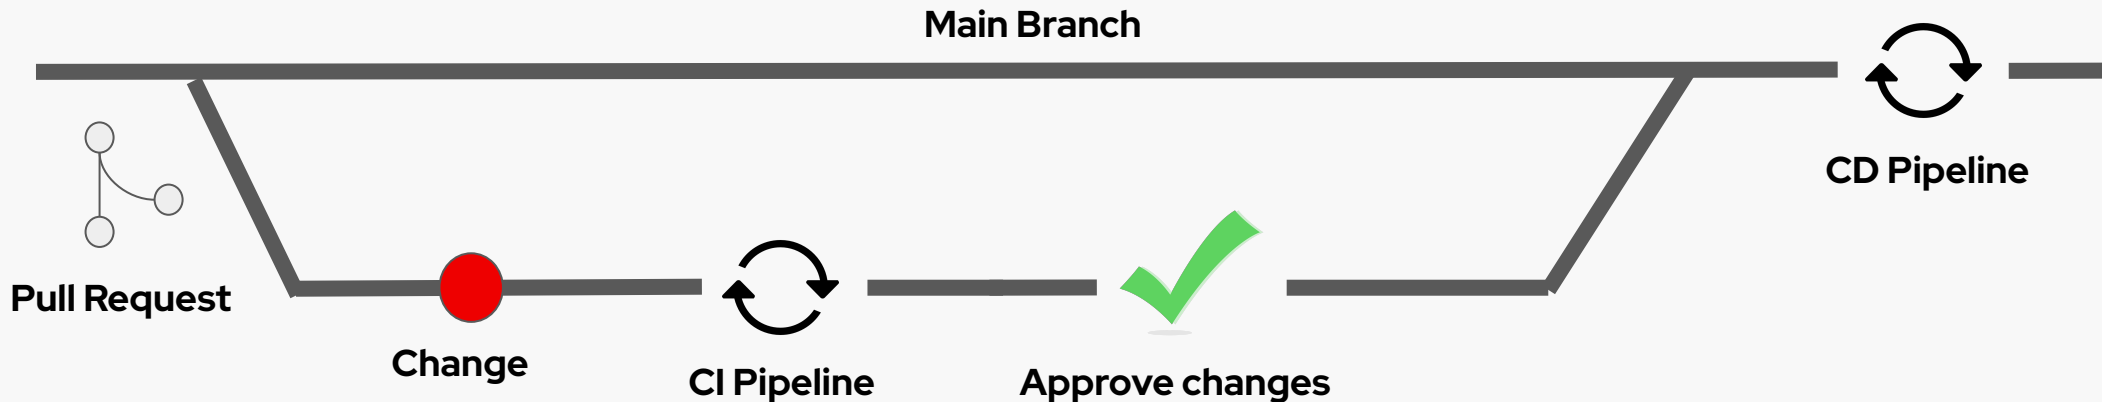 Main Branch
CD Pipeline
Pull Request
Change
CI Pipeline
Approve changes